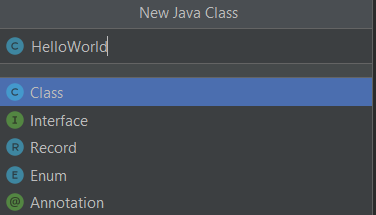 New Java Class
C HelloWorld
C Class
I Interface
R Record
E Enum
@ Annotation